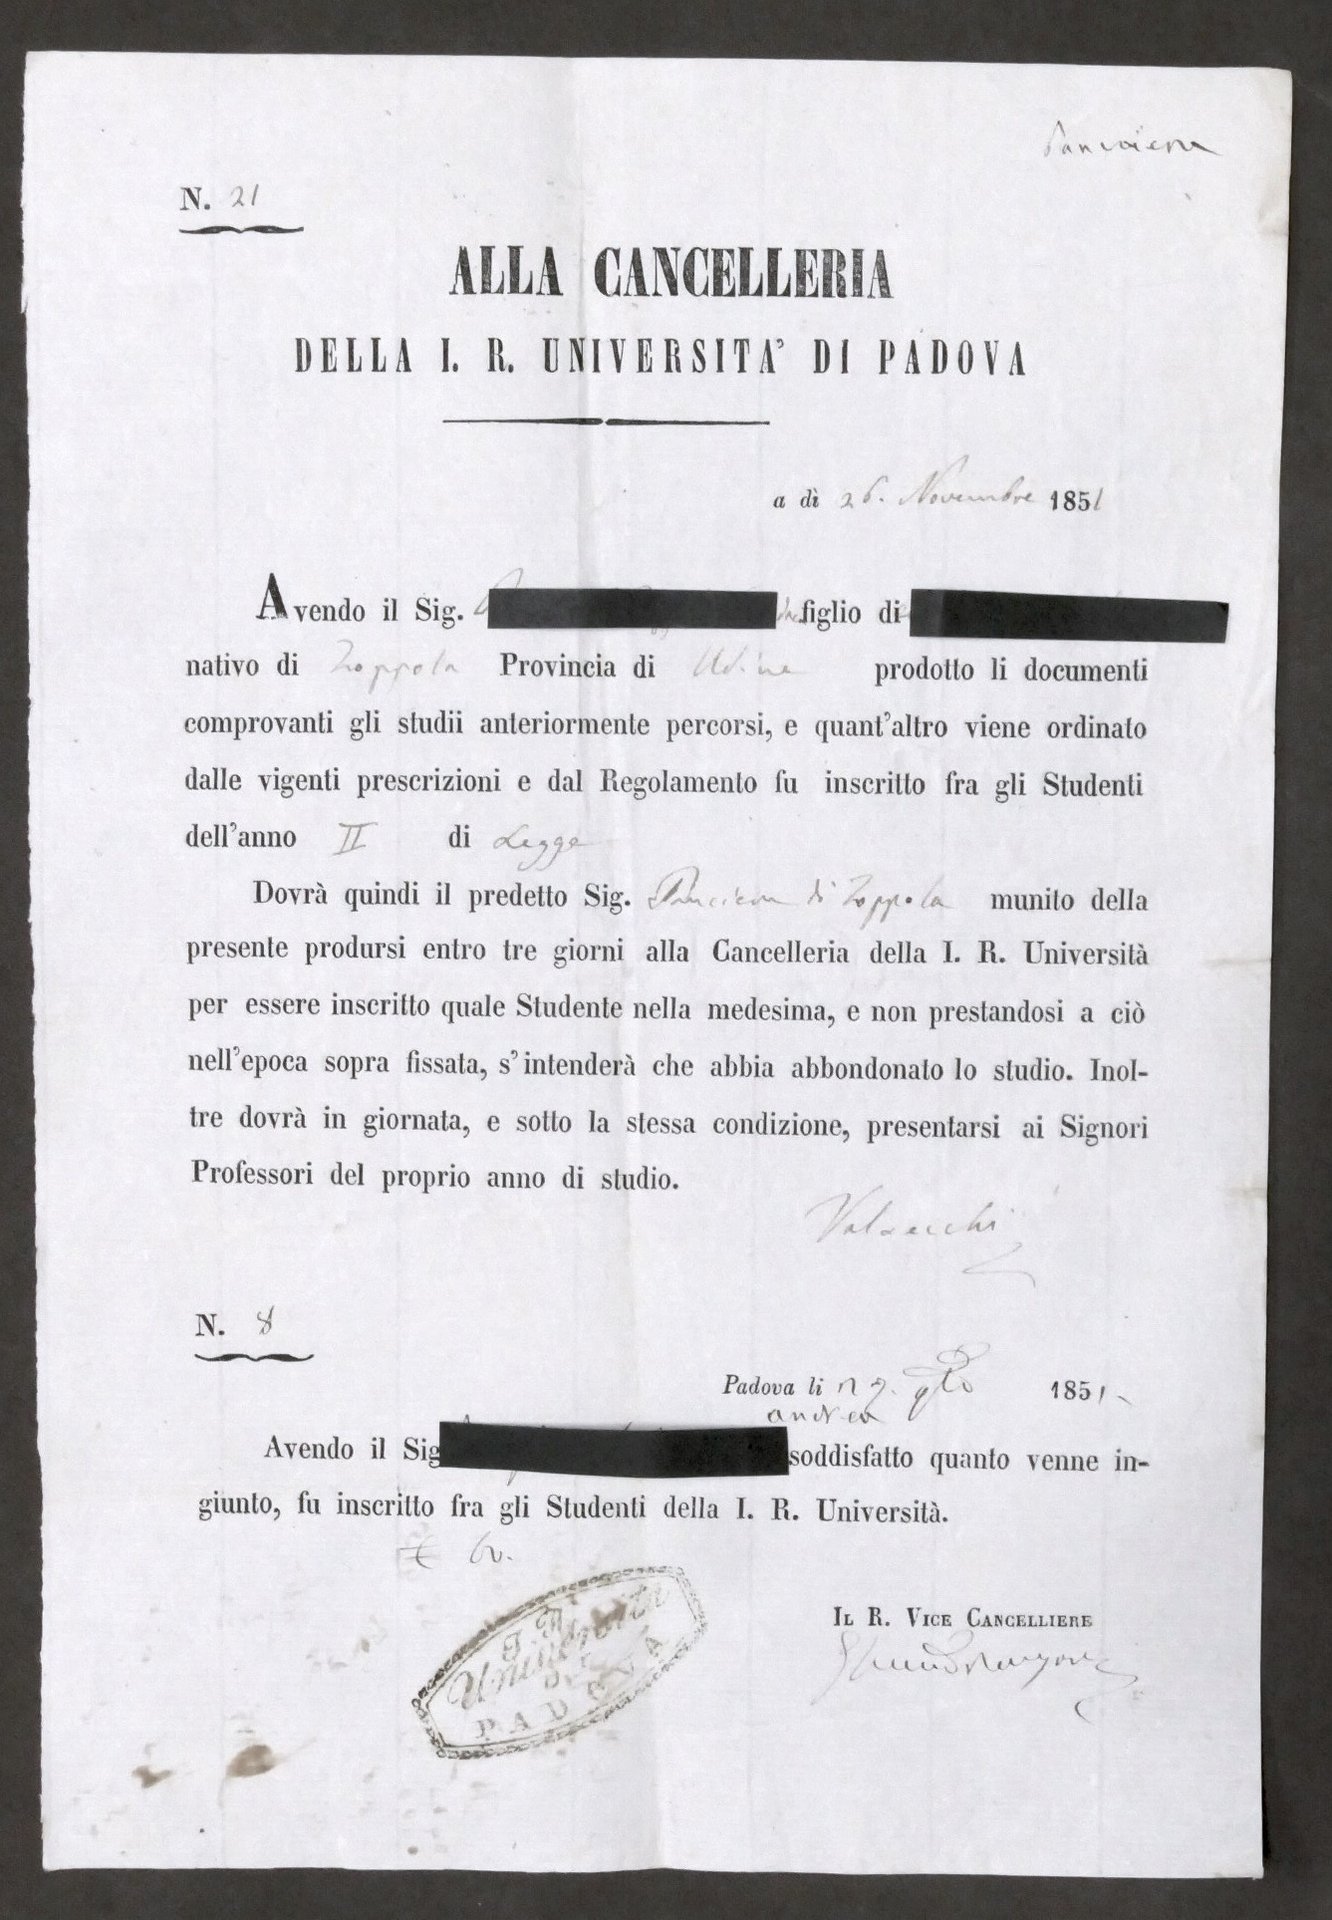 Panciera
N. 21
ALLA CANCELLERIA
DELLA I. R. UNIVERSITA' DI PADOVA
a dì 26. Novembre 1851
Avendo il Sig. figlio di
nativo di Zoppola Provincia di Udine prodotto li documenti
comprovanti gli studii anteriormente percorsi, e quant'altro viene ordinato
dalle vigenti prescrizioni e dal Regolamento fu inscritto fra gli Studenti
dell'anno II di Legge
Dovrà quindi il predetto Sig. Panciera di Zoppola munito della
presente prodursi entro tre giorni alla Cancelleria della I. R. Università
per essere inscritto quale Studente nella medesima, e non prestandosi a ciò
nell'epoca sopra fissata, s'intenderà che abbia abbondonato lo studio. Inol-
tre dovrà in giornata, e sotto la stessa condizione, presentarsi ai Signori
Professori del proprio anno di studio.
Valsecchi
N. 8
Padova li 1851
Andrea
Avendo il Sig soddisfatto quanto venne in-
giunto, fu inscritto fra gli Studenti della I. R. Università.
I. R.
Università
DI
PADOVA
IL R. VICE CANCELLIERE